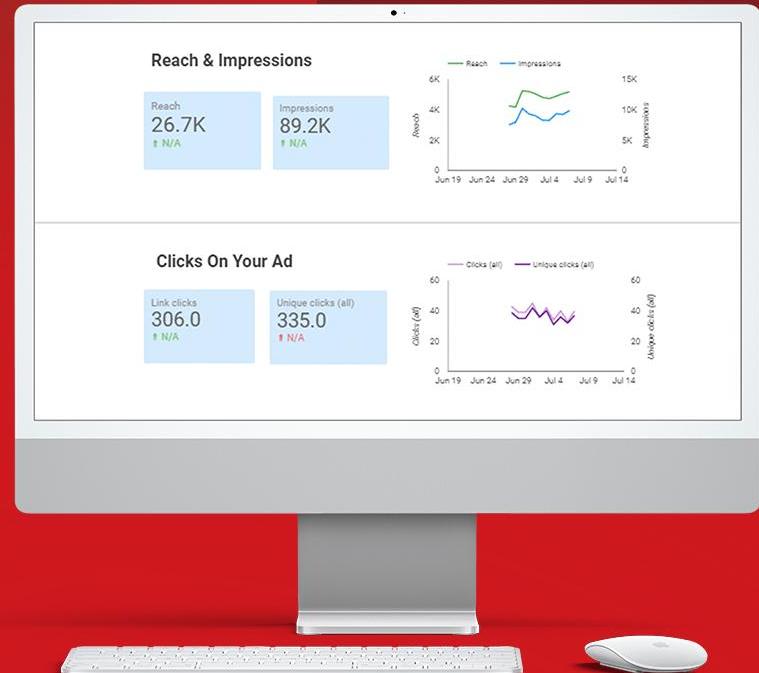 Reach & Impressions
Reach
26.7K
N/A
Impressions
89.2K
N/A
Reach Impressions
6K
4K
2K
0
Reach
15K
10K
5K
0
Impressions
Jun 19 Jun 24 Jun 29 Jul 4 Jul 9 Jul 14
Clicks On Your Ad
Link clicks
306.0
N/A
Unique clicks (all)
335.0
N/A
Clicks (all) Unique clicks (all)
60
40
20
0
Clicks (all)
60
40
20
0
Unique clicks (all)
Jun 19 Jun 24 Jun 29 Jul 4 Jul 9 Jul 14